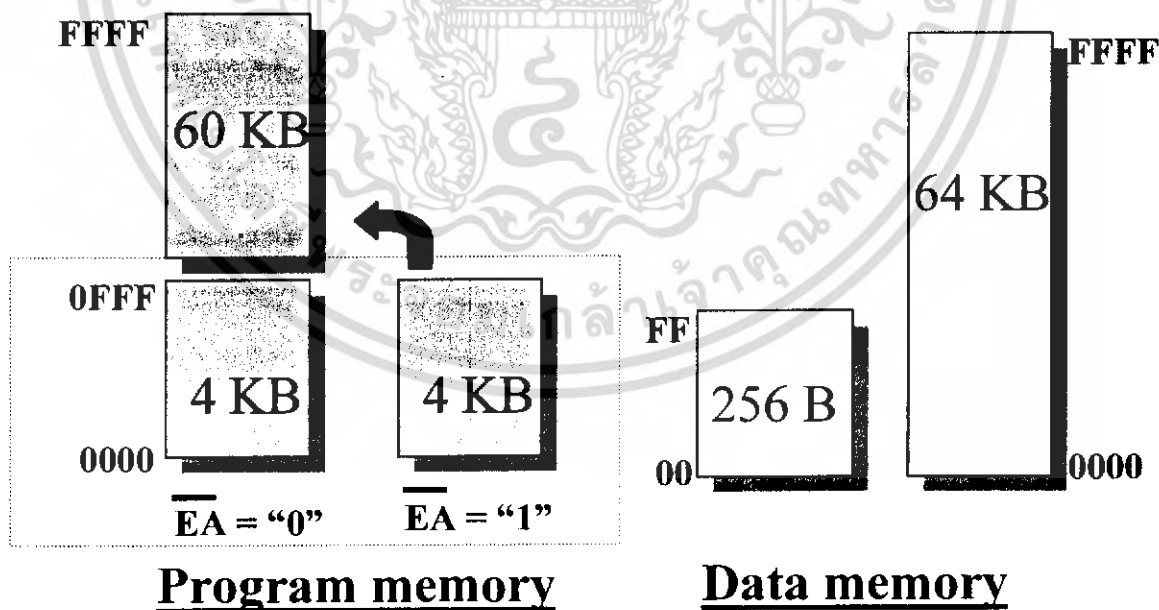 FFFF
60 KB
0FFF
4 KB
4 KB
0000
EA = “0”
EA = “1”
Program memory
FFFF
64 KB
FF
256 B
00
0000
Data memory